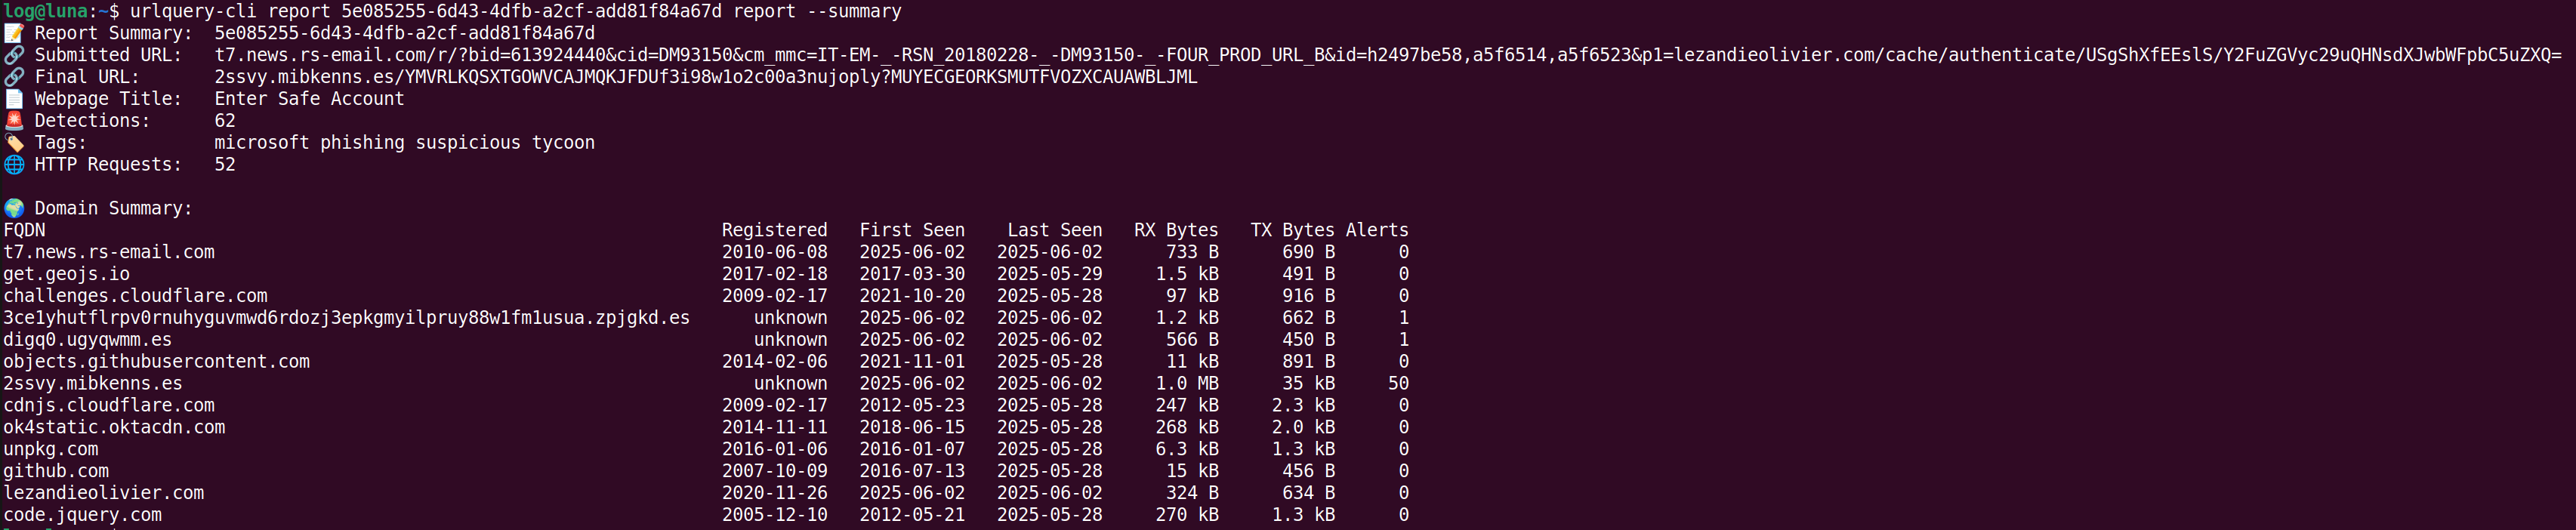 log@luna:~$ urlquery-cli report 5e085255-6d43-4dfb-a2cf-add81f84a67d report --summary
📝 Report Summary:  5e085255-6d43-4dfb-a2cf-add81f84a67d
🔗 Submitted URL:   t7.news.rs-email.com/r/?bid=613924440&cid=DM93150&cm_mmc=IT-EM-_-RSN_20180228-_-DM93150-_-FOUR_PROD_URL_B&id=h2497be58,a5f6514,a5f6523&p1=lezandieolivier.com/cache/authenticate/USgShXfEEslS/Y2FuZGVyc29uQHNsdXJwbWFpbC5uZXQ=
🔗 Final URL:       2ssvy.mibkenns.es/YMVRLKQSXTGOWVCAJMQKJFDUf3i98w1o2c00a3nujoply?MUYECGEORKSMUTFVOZXCAUAWBLJML
📄 Webpage Title:   Enter Safe Account
🚨 Detections:      62
🏷️ Tags:            microsoft phishing suspicious tycoon
🌐 HTTP Requests:   52
🌍 Domain Summary:
FQDN Registered First Seen Last Seen RX Bytes TX Bytes Alerts
t7.news.rs-email.com 2010-06-08 2025-06-02 2025-06-02 733 B 690 B 0
get.geojs.io 2017-02-18 2017-03-30 2025-05-29 1.5 kB 491 B 0
challenges.cloudflare.com 2009-02-17 2021-10-20 2025-05-28 97 kB 916 B 0
3ce1yhutflrpv0rnuhyguvmwd6rdozj3epkgmyilpruy88w1fm1usua.zpjgkd.es unknown 2025-06-02 2025-06-02 1.2 kB 662 B 1
digq0.ugyqwmm.es unknown 2025-06-02 2025-06-02 566 B 450 B 1
objects.githubusercontent.com 2014-02-06 2021-11-01 2025-05-28 11 kB 891 B 0
2ssvy.mibkenns.es unknown 2025-06-02 2025-06-02 1.0 MB 35 kB 50
cdnjs.cloudflare.com 2009-02-17 2012-05-23 2025-05-28 247 kB 2.3 kB 0
ok4static.oktacdn.com 2014-11-11 2018-06-15 2025-05-28 268 kB 2.0 kB 0
unpkg.com 2016-01-06 2016-01-07 2025-05-28 6.3 kB 1.3 kB 0
github.com 2007-10-09 2016-07-13 2025-05-28 15 kB 456 B 0
lezandieolivier.com 2020-11-26 2025-06-02 2025-06-02 324 B 634 B 0
code.jquery.com 2005-12-10 2012-05-21 2025-05-28 270 kB 1.3 kB 0